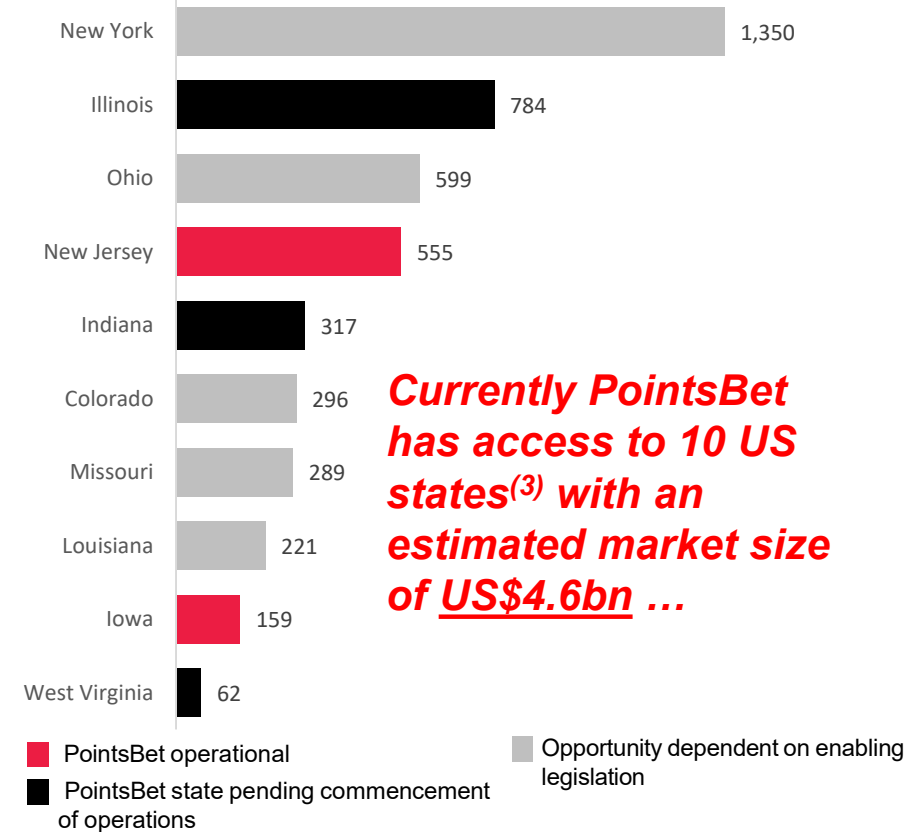 New York 1,350
Illinois 784
Ohio 599
New Jersey 555
Indiana 317
Colorado 296
Missouri 289
Louisiana 221
Iowa 159
West Virginia 62
Currently PointsBet
has access to 10 US
states(3) with an
estimated market size
of US$4.6bn …
PointsBet operational
PointsBet state pending commencement
of operations
Opportunity dependent on enabling
legislation